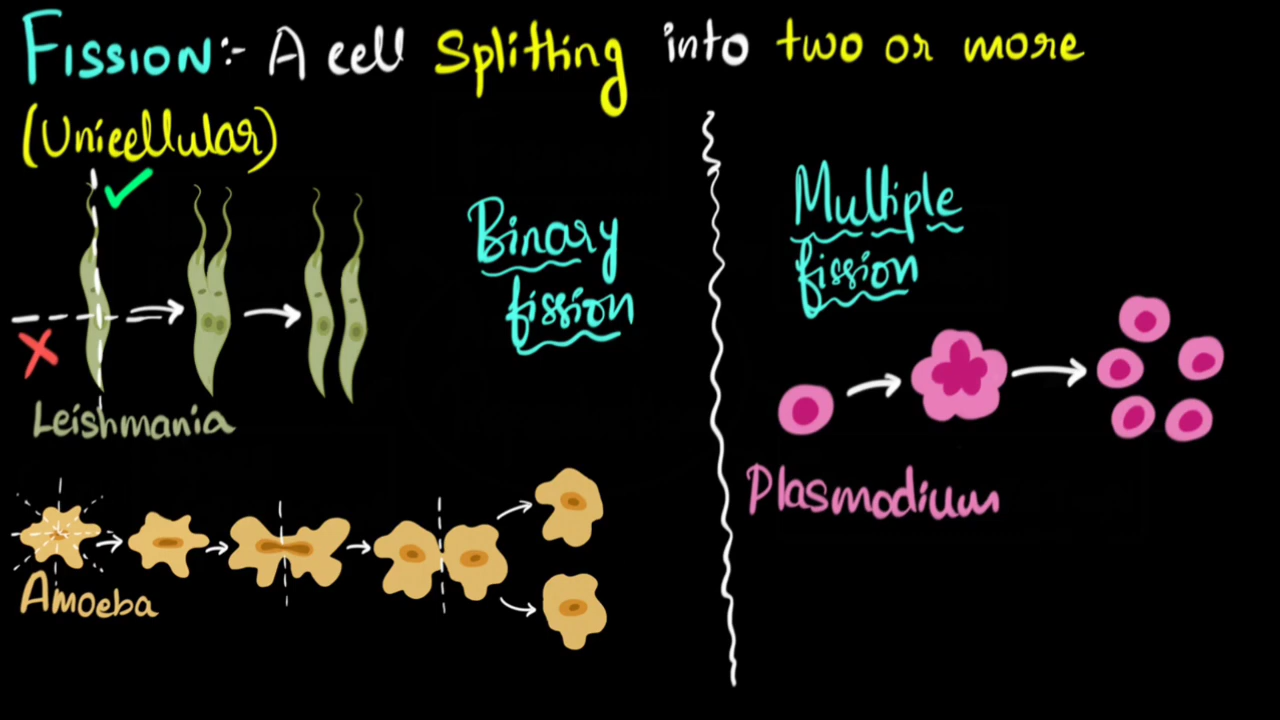 Fission:- A cell Splitting into two or more
(Unicellular)
Binary
fission
Leishmania
Amoeba
Multiple
fission
Plasmodium